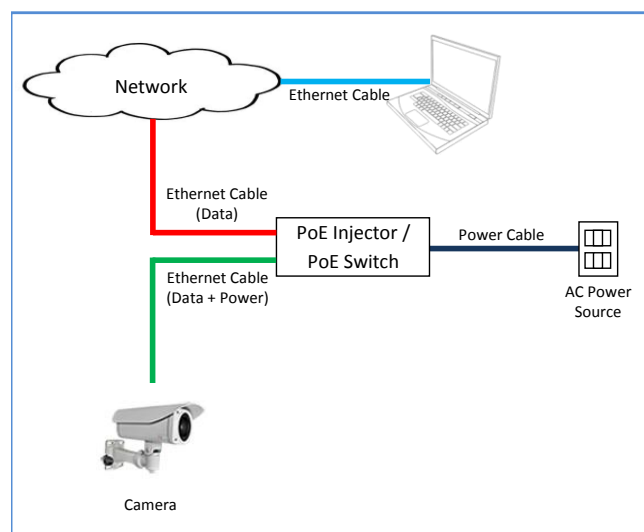 Network
Ethernet Cable
Ethernet Cable
(Data)
PoE Injector /
PoE Switch
Power Cable
Ethernet Cable
(Data + Power)
AC Power
Source
Camera